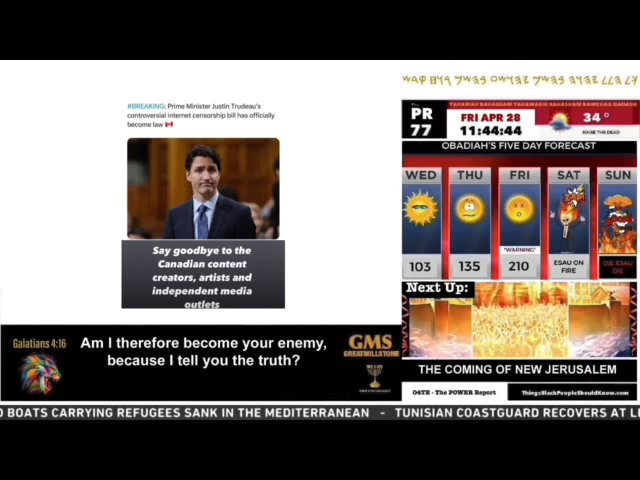 #BREAKING: Prime Minister Justin Trudeau's
controversial internet censorship bill has officially
become law
Say goodbye to the
Canadian content
creators, artists and
independent media
outlets
PR
77
FRI APR 28
11:44:44
34°
RAISE THE DEAD
OBADIAH'S FIVE DAY FORECAST
WED THU FRI SAT SUN
"WARNING"
103 135 210 ESAU ON FIRE DIE ESAU DIE
Next Up:
THE COMING OF NEW JERUSALEM
O4TE - The POWER Report
ThingsBlackPeopleShouldKnow.com
Galatians 4:16
Am I therefore become your enemy,
because I tell you the truth?
GMS
GREATMILLSTONE
BOATS CARRYING REFUGEES SANK IN THE MEDITERRANEAN - TUNISIAN COASTGUARD RECOVERS AT